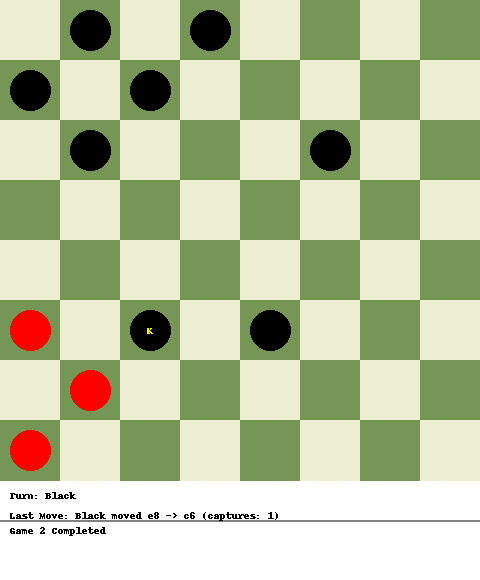 K
Turn: Black
Last Move: Black moved e8 -> c6 (captures: 1)
Game 2 Completed